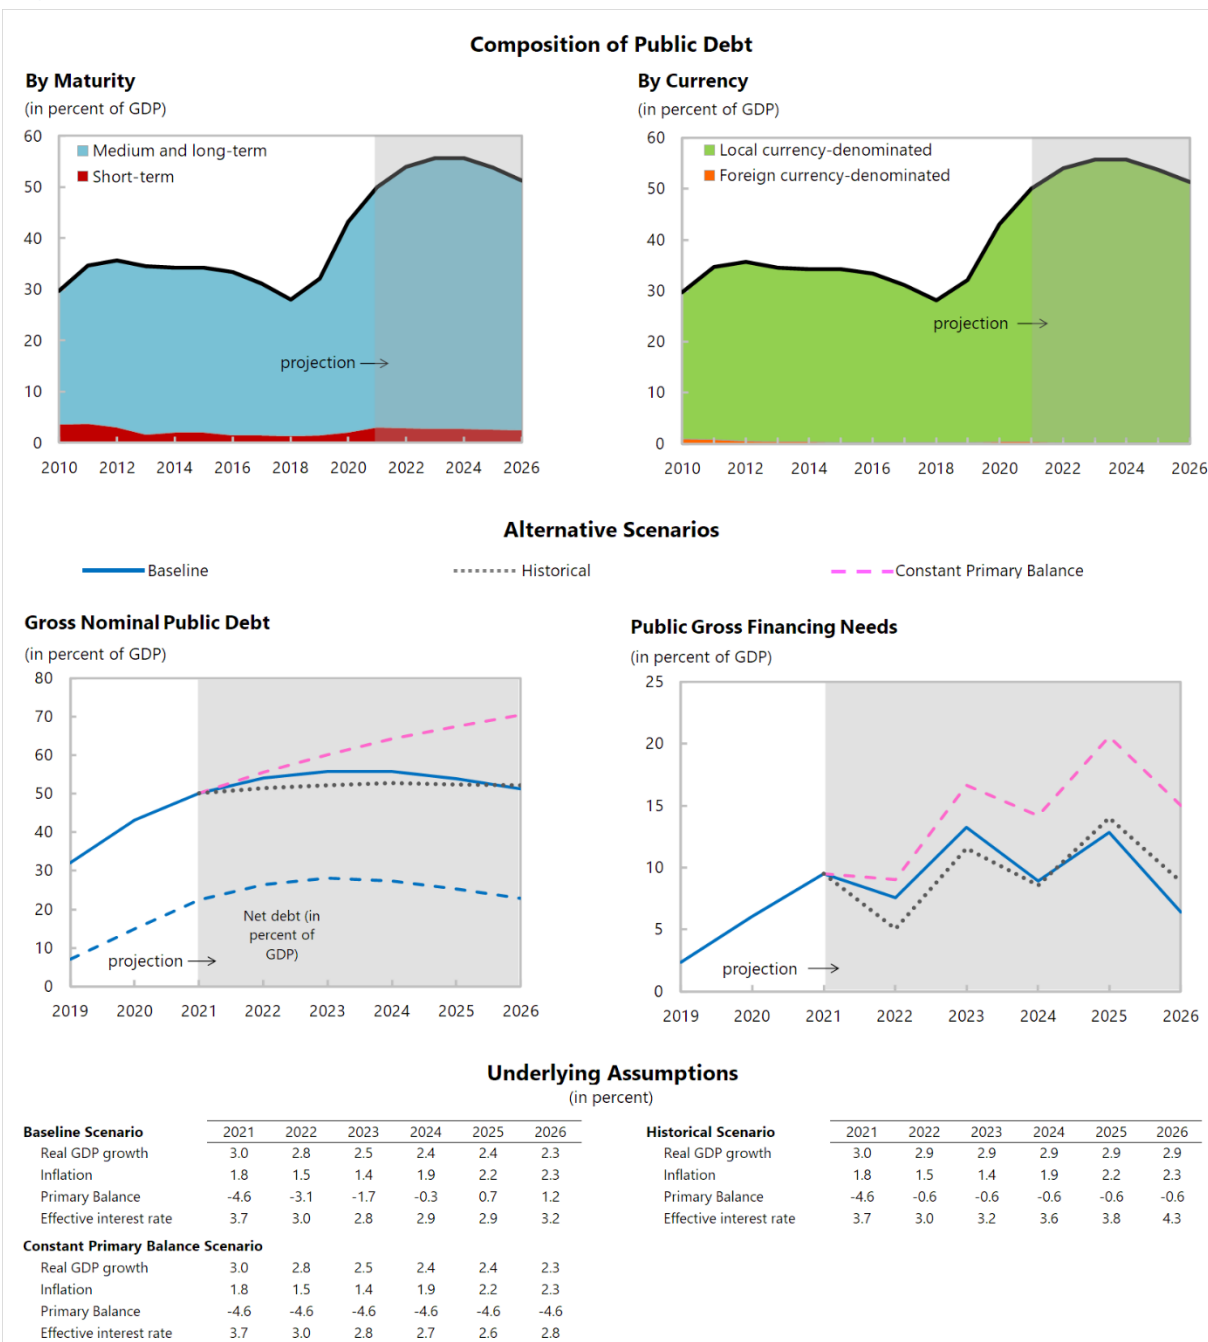 Composition of Public Debt
By Maturity
(in percent of GDP)
60
50
40
30
20
10
0
Medium and long-term
Short-term
projection
2010 2012 2014 2016 2018 2020 2022 2024 2026
By Currency
(in percent of GDP)
60
50
40
30
20
10
0
Local currency-denominated
Foreign currency-denominated
projection
2010 2012 2014 2016 2018 2020 2022 2024 2026
Alternative Scenarios
Baseline Historical Constant Primary Balance
Gross Nominal Public Debt
(in percent of GDP)
80
70
60
50
40
30
20
10
0
Net debt (in
percent of
GDP)
projection
2019 2020 2021 2022 2023 2024 2025 2026
Public Gross Financing Needs
(in percent of GDP)
25
20
15
10
5
0
projection
2019 2020 2021 2022 2023 2024 2025 2026
Underlying Assumptions
(in percent)
Baseline Scenario 2021 2022 2023 2024 2025 2026
Real GDP growth 3.0 2.8 2.5 2.4 2.4 2.3
Inflation 1.8 1.5 1.4 1.9 2.2 2.3
Primary Balance -4.6 -3.1 -1.7 -0.3 0.7 1.2
Effective interest rate 3.7 3.0 2.8 2.9 2.9 3.2
Constant Primary Balance Scenario
Real GDP growth 3.0 2.8 2.5 2.4 2.4 2.3
Inflation 1.8 1.5 1.4 1.9 2.2 2.3
Primary Balance -4.6 -4.6 -4.6 -4.6 -4.6 -4.6
Effective interest rate 3.7 3.0 2.8 2.7 2.6 2.8
Historical Scenario 2021 2022 2023 2024 2025 2026
Real GDP growth 3.0 2.9 2.9 2.9 2.9 2.9
Inflation 1.8 1.5 1.4 1.9 2.2 2.3
Primary Balance -4.6 -0.6 -0.6 -0.6 -0.6 -0.6
Effective interest rate 3.7 3.0 3.2 3.6 3.8 4.3